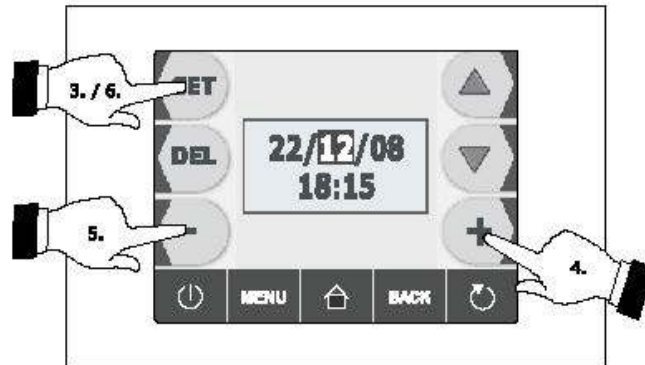 3. / 6.
SET
DEL
22/12/08
18:15
5.
-
+
4.
MENU
BACK